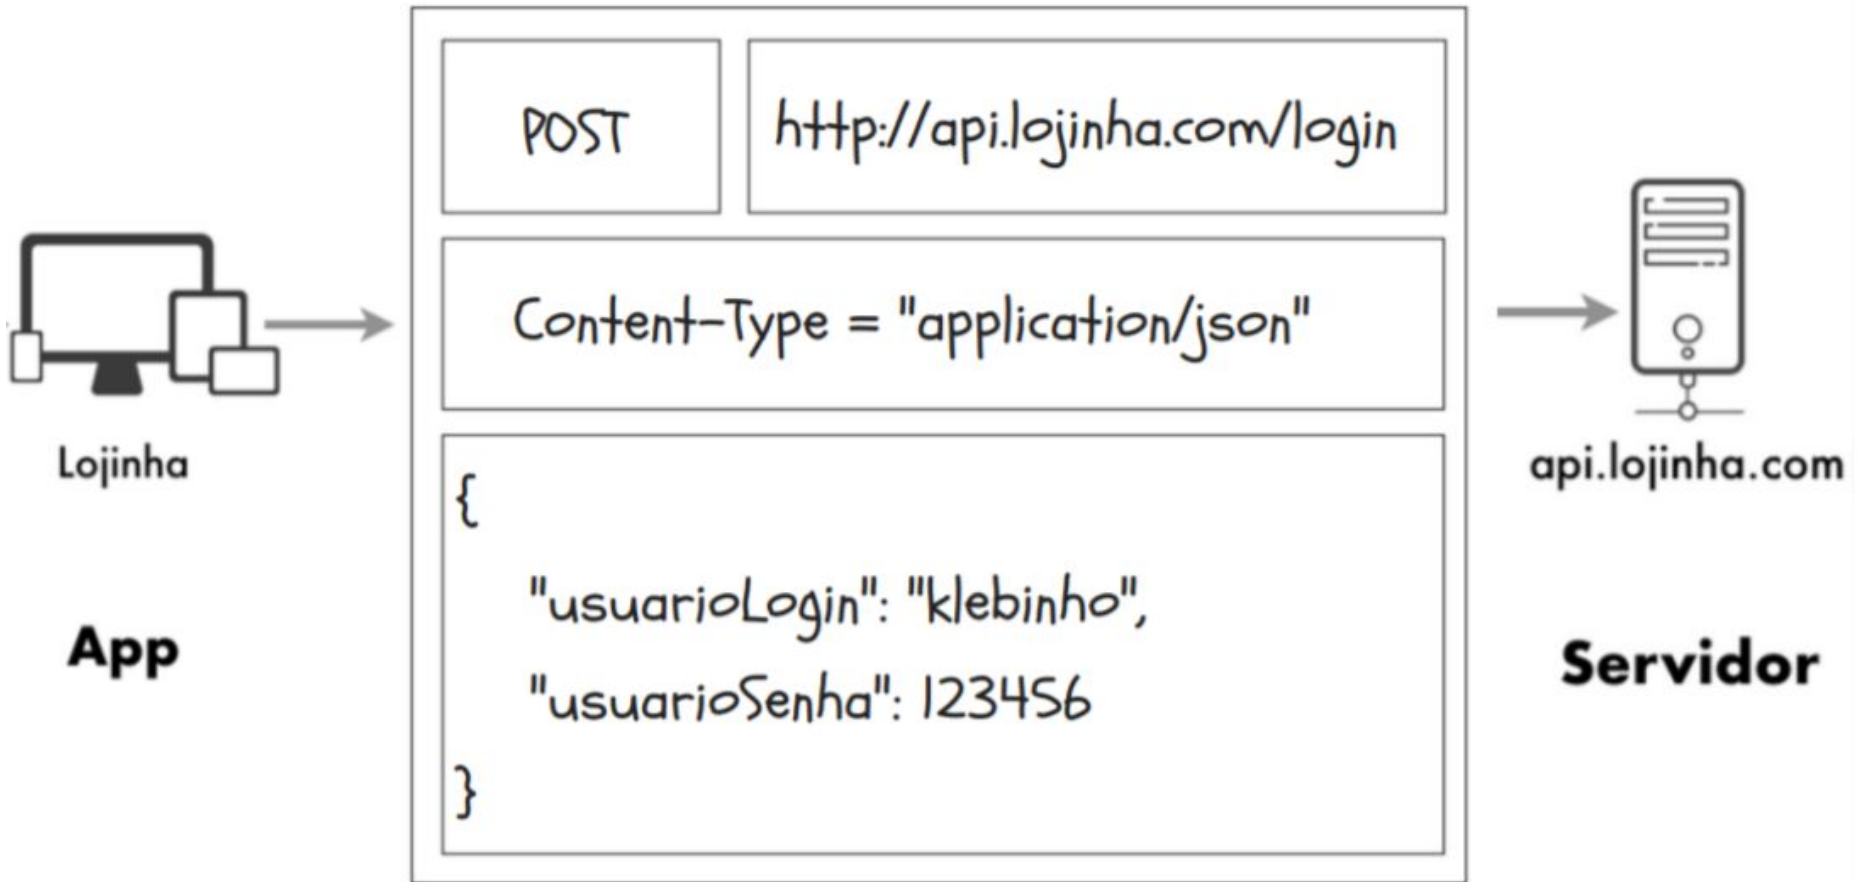 POST
http://api.lojinha.com/login
Content-Type = "application/json"
Lojinha
api.lojinha.com
{
"usuarioLogin": "klebinho",
"usuarioSenha": 123456
}
App
Servidor